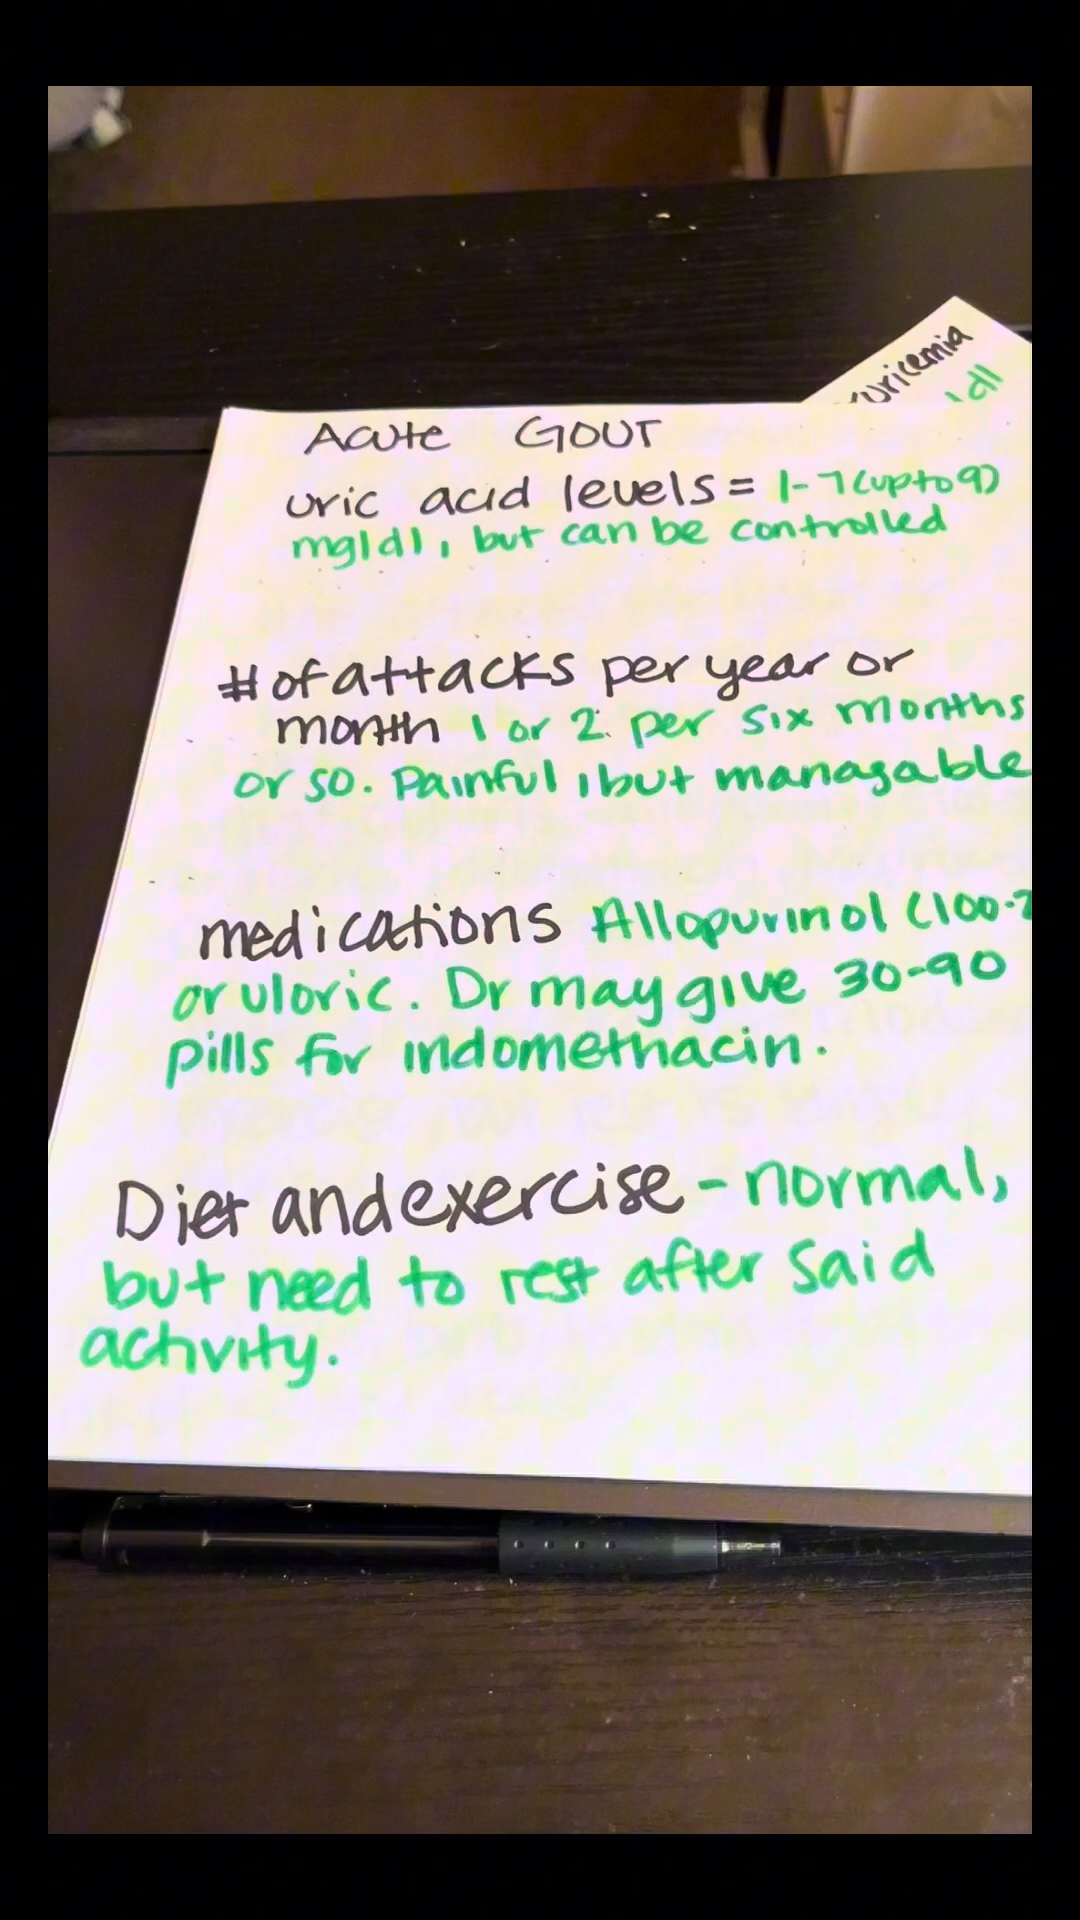 uricemia
dl
Acute GOUT
uric acid levels = 1-7 (up to 9)
mg/dl, but can be controlled
# of attacks per year or
month 1 or 2 per six months
or so. Painful, but managable
medications Allopurinol (100-
or uloric. Dr may give 30-90
pills for indomethacin.
Diet and exercise - normal,
but need to rest after said
activity.